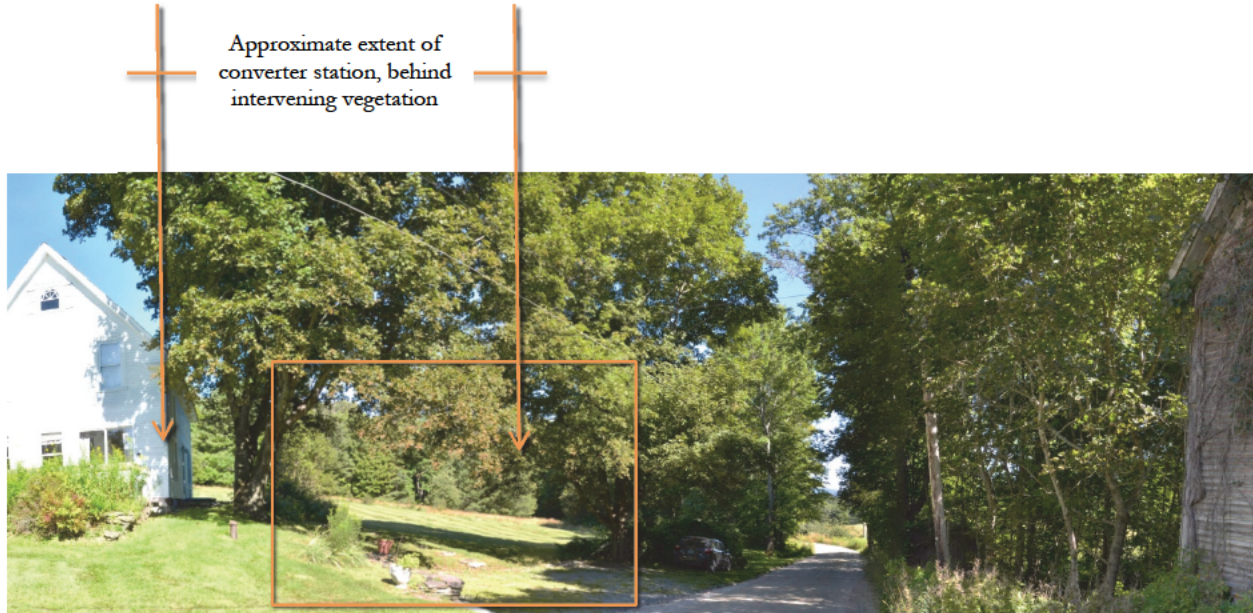 Approximate extent of
converter station, behind
intervening vegetation